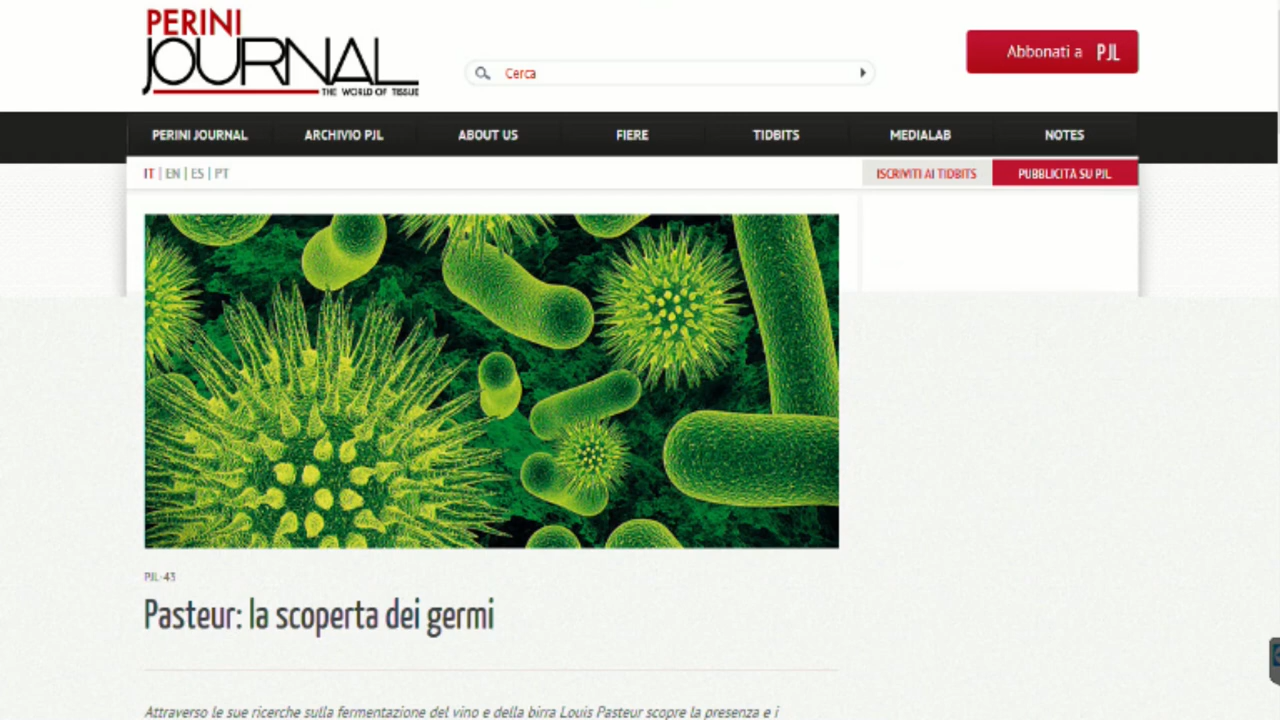 PERINI
JOURNAL
THE WORLD OF TISSUE
Cerca
Abbonati a PJL
PERINI JOURNAL ARCHIVIO PJL ABOUT US FIERE TIDBITS MEDIALAB NOTES
IT | EN | ES | PT
ISCRIVITI AI TIDBITS PUBBLICITÀ SU PJL
PJL-43
Pasteur: la scoperta dei germi
Attraverso le sue ricerche sulla fermentazione del vino e della birra Louis Pasteur scopre la presenza e i